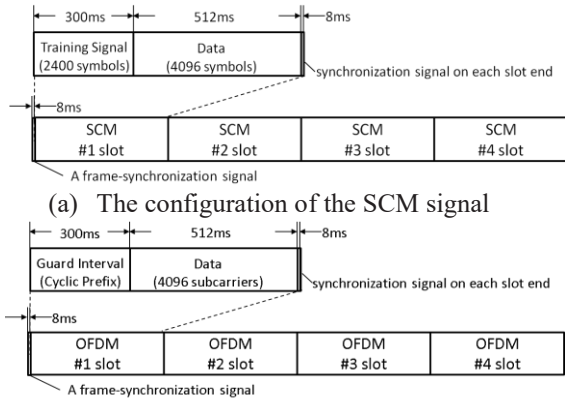 300ms 512ms 8ms
Training Signal Data
(2400 symbols) (4096 symbols)
synchronization signal on each slot end
8ms
SCM SCM SCM SCM
#1 slot #2 slot #3 slot #4 slot
A frame-synchronization signal
(a) The configuration of the SCM signal
300ms 512ms 8ms
Guard Interval Data
(Cyclic Prefix) (4096 subcarriers)
synchronization signal on each slot end
8ms
OFDM OFDM OFDM OFDM
#1 slot #2 slot #3 slot #4 slot
A frame-synchronization signal